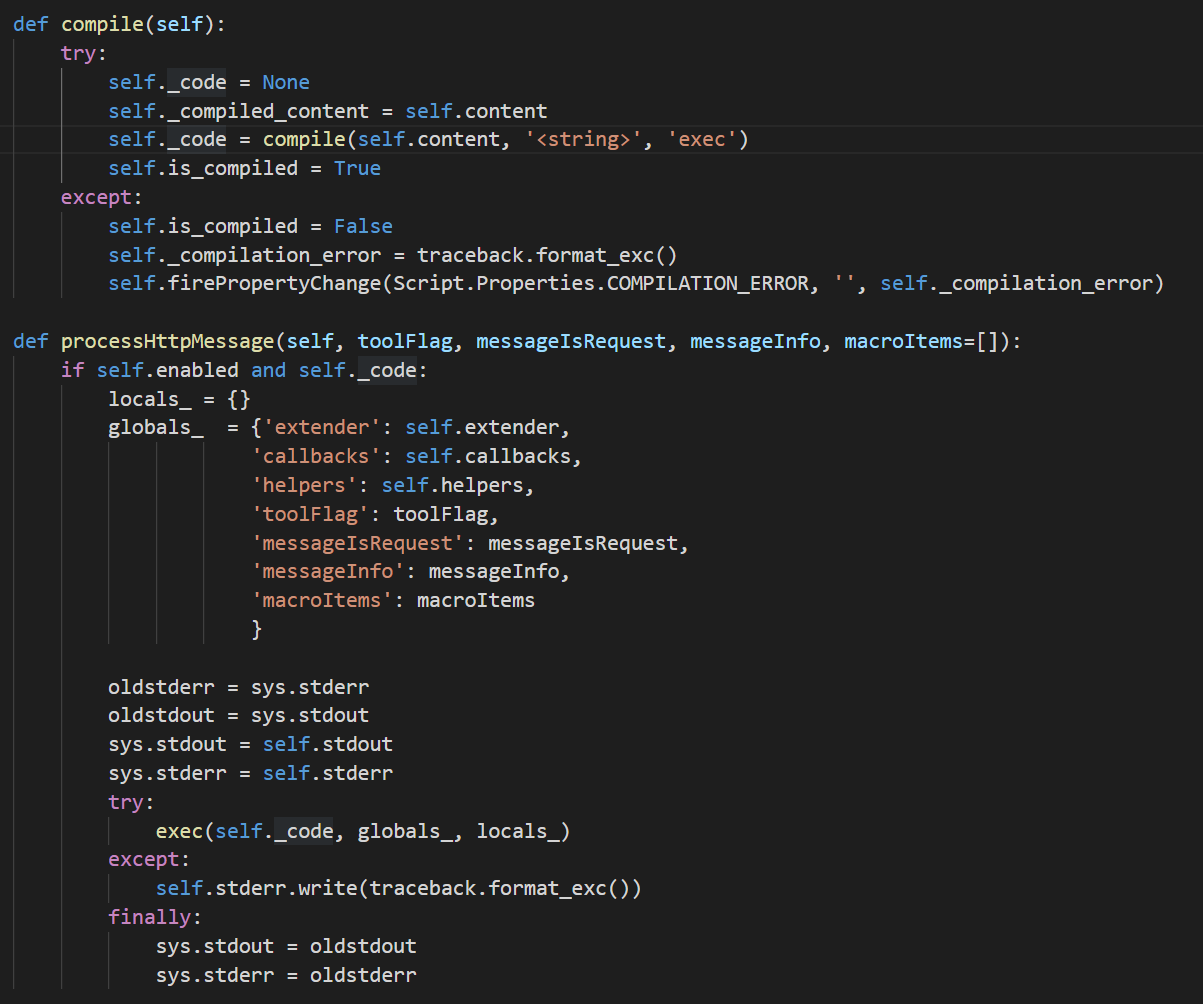 def compile(self):
    try:
        self._code = None
        self._compiled_content = self.content
        self._code = compile(self.content, '<string>', 'exec')
        self.is_compiled = True
    except:
        self.is_compiled = False
        self._compilation_error = traceback.format_exc()
        self.firePropertyChange(Script.Properties.COMPILATION_ERROR, '', self._compilation_error)

def processHttpMessage(self, toolFlag, messageIsRequest, messageInfo, macroItems=[]):
    if self.enabled and self._code:
        locals_ = {}
        globals_  = {'extender': self.extender,
                    'callbacks': self.callbacks,
                    'helpers': self.helpers,
                    'toolFlag': toolFlag,
                    'messageIsRequest': messageIsRequest,
                    'messageInfo': messageInfo,
                    'macroItems': macroItems
                    }

        oldstderr = sys.stderr
        oldstdout = sys.stdout
        sys.stdout = self.stdout
        sys.stderr = self.stderr
        try:
            exec(self._code, globals_, locals_)
        except:
            self.stderr.write(traceback.format_exc())
        finally:
            sys.stdout = oldstdout
            sys.stderr = oldstderr